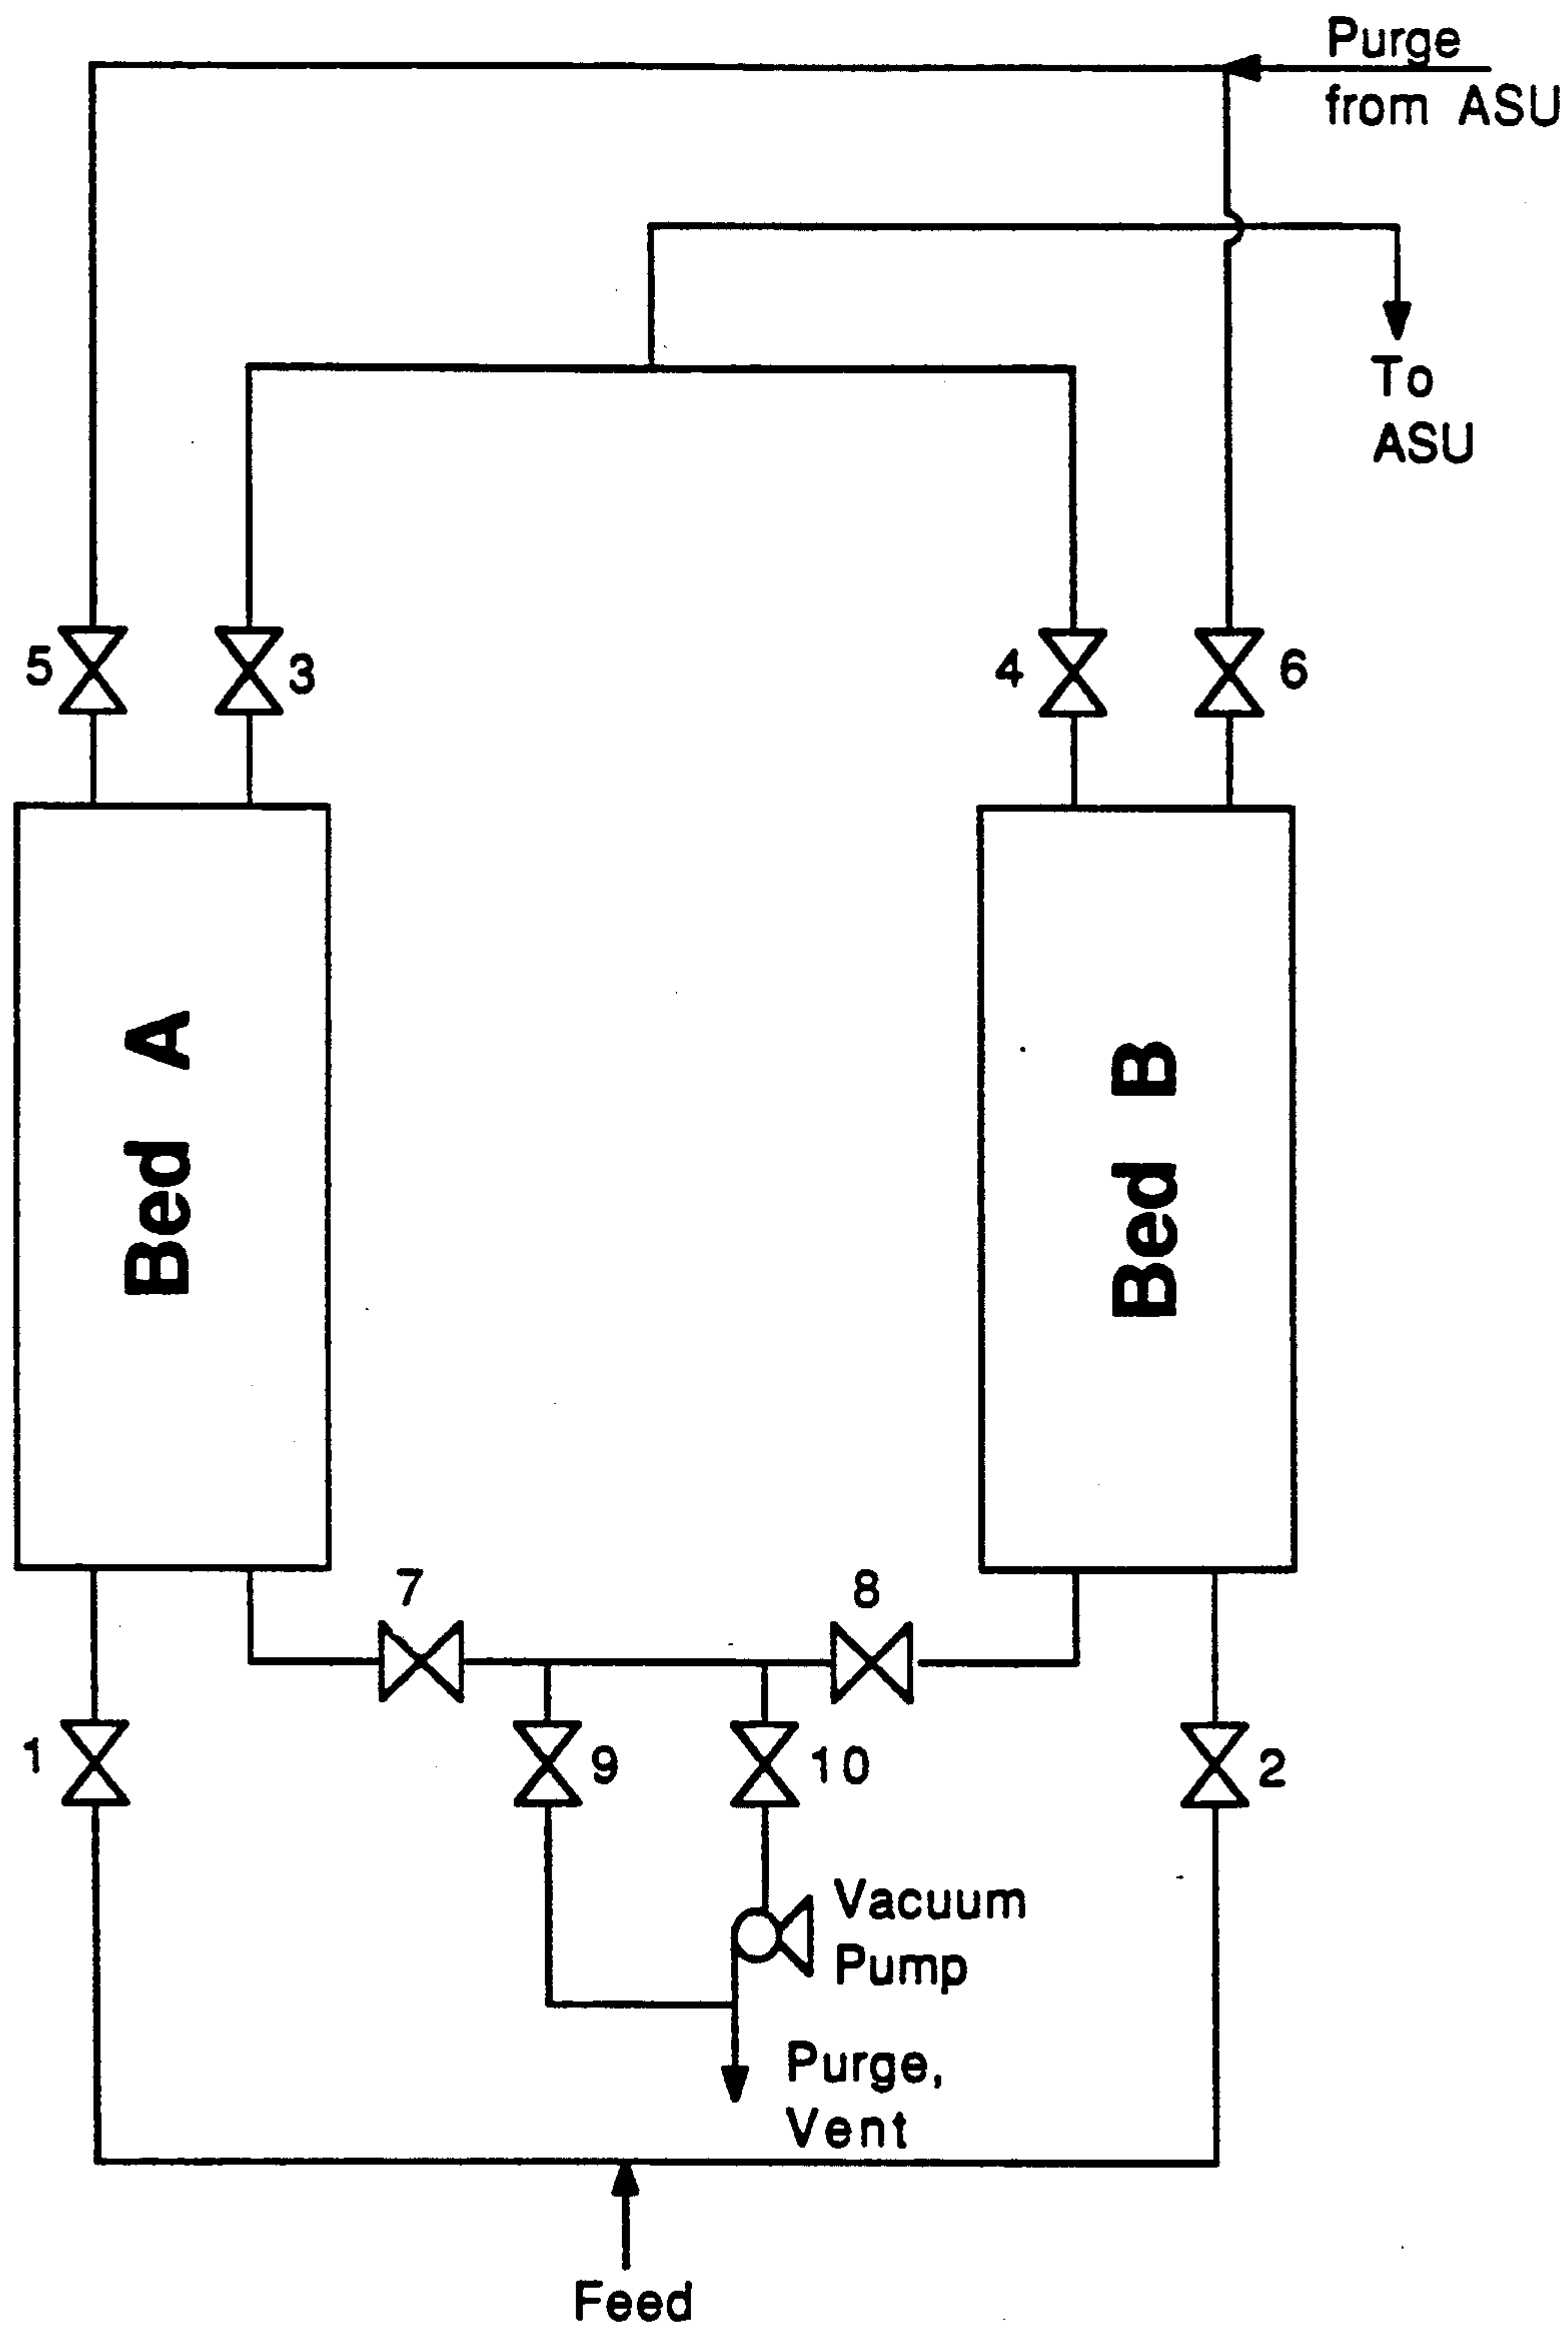 Purge
from ASU
To
ASU
5
3
4
6
Bed A
Bed B
7
8
1
9
10
2
Vacuum
Pump
Purge,
Vent
Feed